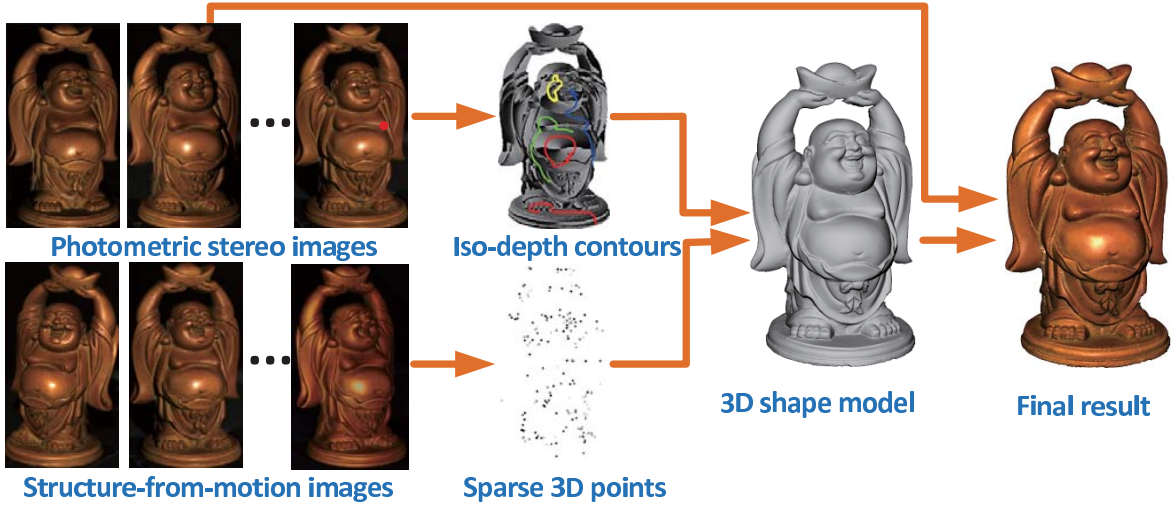 Photometric stereo images
Iso-depth contours
Structure-from-motion images
Sparse 3D points
3D shape model
Final result